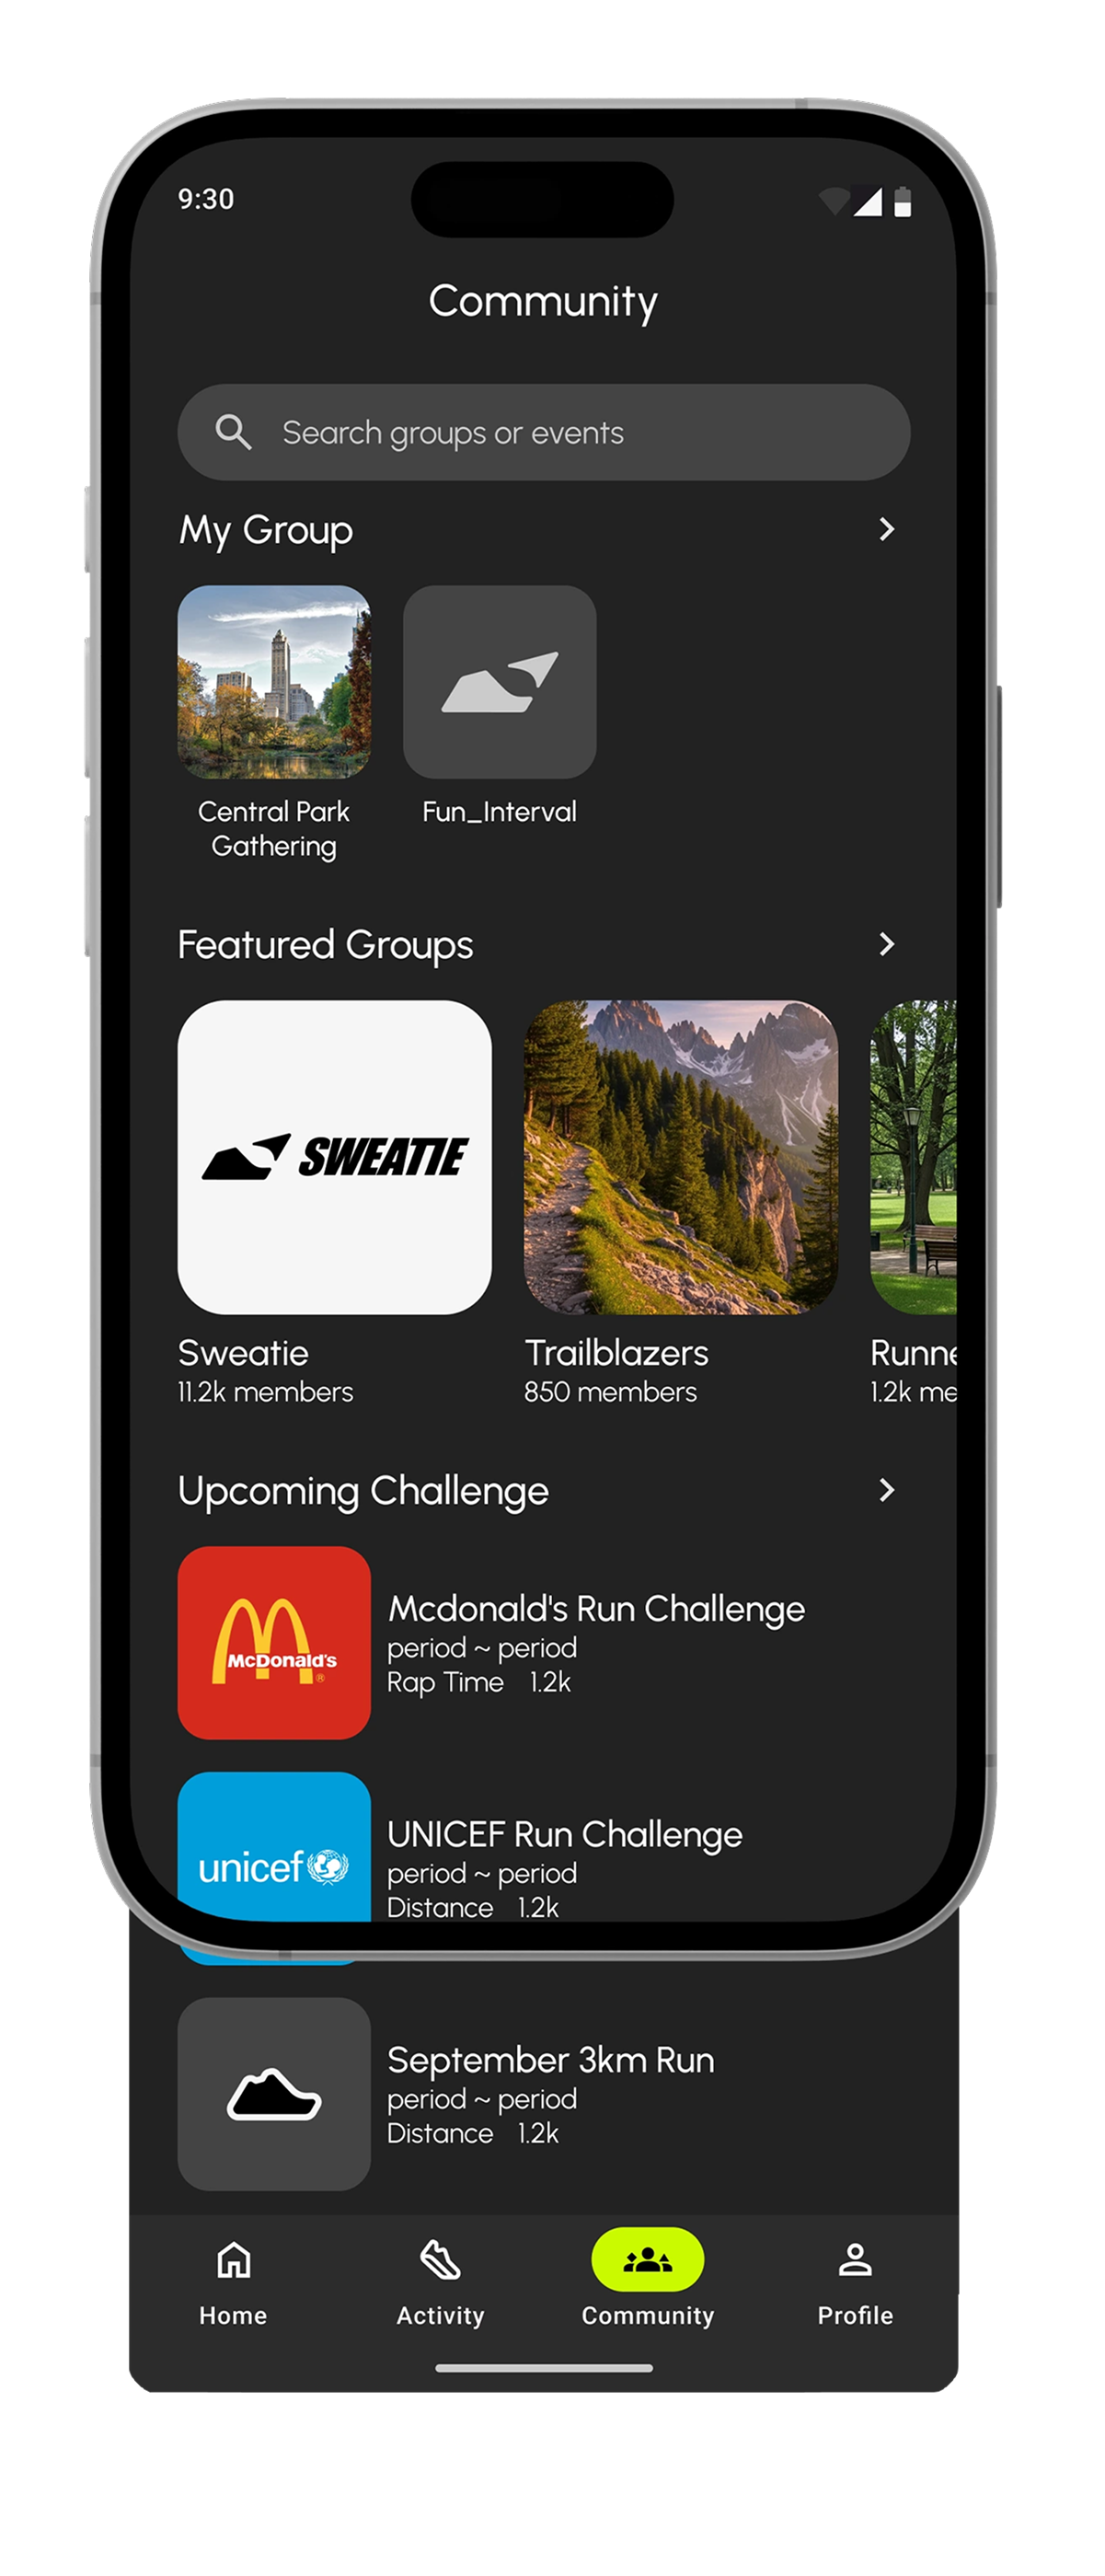 9:30
Community
Search groups or events
My Group
Central Park
Gathering
Fun_Interval
Featured Groups
SWEATIE
Sweatie
11.2k members
Trailblazers
850 members
Runne
1.2k me
Upcoming Challenge
McDonald's
®
Mcdonald's Run Challenge
period ~ period
Rap Time 1.2k
unicef
UNICEF Run Challenge
period ~ period
Distance 1.2k
September 3km Run
period ~ period
Distance 1.2k
Home
Activity
Community
Profile